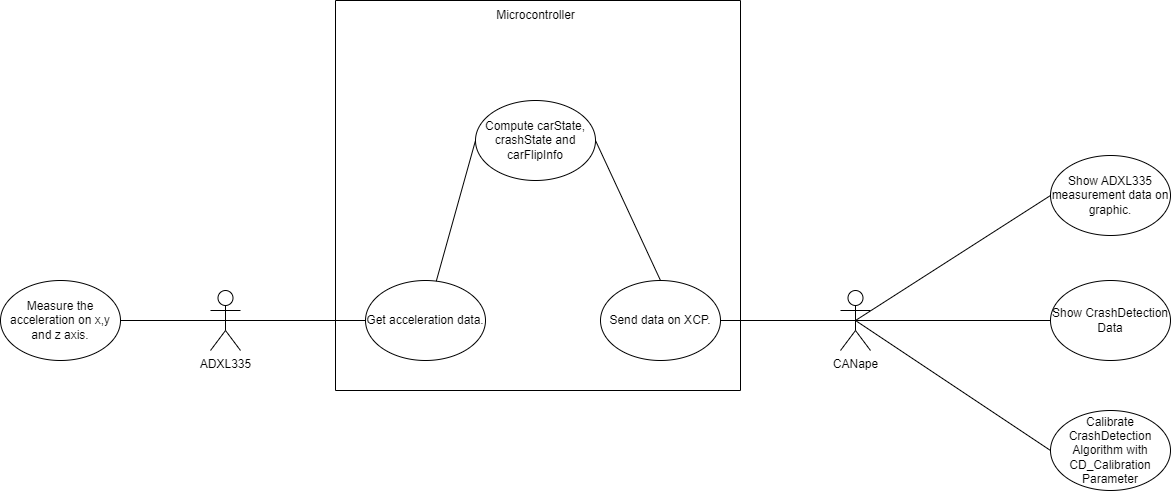 Microcontroller
Compute carState,
crashState and
carFlipInfo
Show ADXL335
measurement data on
graphic.
Measure the
acceleration on x,y
and z axis.
ADXL335
Get acceleration data.
Send data on XCP.
CANape
Show CrashDetection
Data
Calibrate
CrashDetection
Algorithm with
CD_Calibration
Parameter